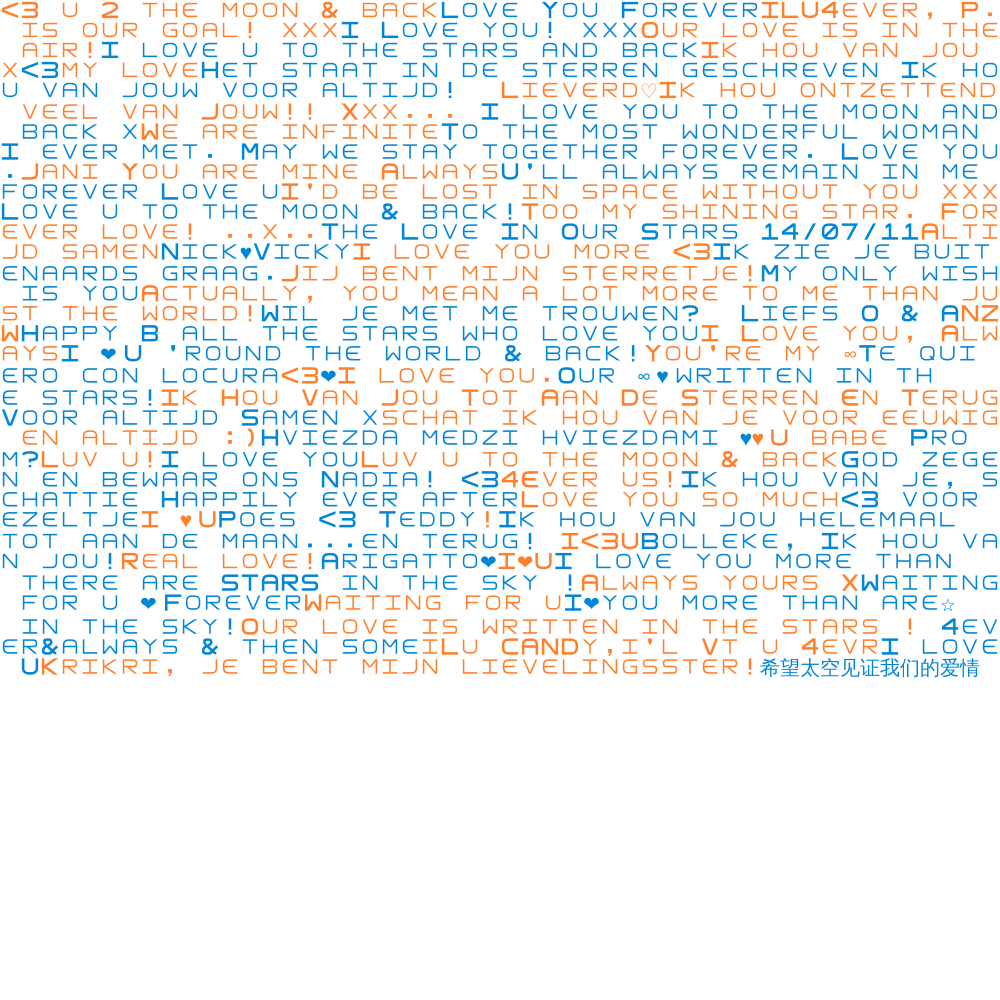 <3 u 2 the moon & backLove You ForeverILU4ever, P.
is our goal! xxxI Love you! xxxOur love is in the
air!I love u to the stars and backIk hou van jou
x<3my loveHet staat in de sterren geschreven Ik ho
u van jouw voor altijd!  Lieverd♡Ik hou ontzettend
veel van Jouw!! Xxx... I love you to the moon and
back xWe are infiniteTo the most wonderful woman
I ever met. May we stay together forever. Love you
.Jani You are mine AlwaysU'll always remain in me
forever Love uI'd be lost in space without you xxx
Love u to the moon & back!Too my shining star. For
ever love! ..x..The Love In Our Stars 14/07/11Alti
jd samenNick♥VickyI love you more <3Ik zie je buit
enaards graag.Jij bent mijn sterretje!My only wish
is youActually, you mean a lot more to me than ju
st the world!Wil je met me trouwen?  Liefs O & ANZ
WHappy B all the stars who love youI Love you, Alw
aysI ❤U 'round the world & back!You're my ∞Te qui
ero con locura<3❤I love you.Our ∞♥written in th
e stars!Ik Hou Van Jou Tot Aan De Sterren En Terug
Voor altijd Samen xSchat ik hou van je voor eeuwig
en altijd :)Hviezda medzi hviezdami ♥♥U babe Pro
m?Luv u!I love youLuv u to the moon & backGod zege
n en bewaar ons Nadia! <34Ever us!Ik hou van je, s
chattie Happily ever afterLove you so much<3 voor
ezeltjeI ♥UPoes <3 Teddy!Ik hou van jou helemaal
tot aan de maan...en terug! I<3UBolleke, Ik hou va
n jou!Real love!Arigatto❤I❤UI love you more than
there are STARS in the sky !Always yours XWaiting
for u ❤ForeverWaiting for uI❤you more than are☆
in the sky!Our love is written in the stars ! 4ev
er&always & then someiLu CANDy,i'l Vt u 4evrI love
UKrikri, je bent mijn lievelingsster!希望太空见证我们的爱情